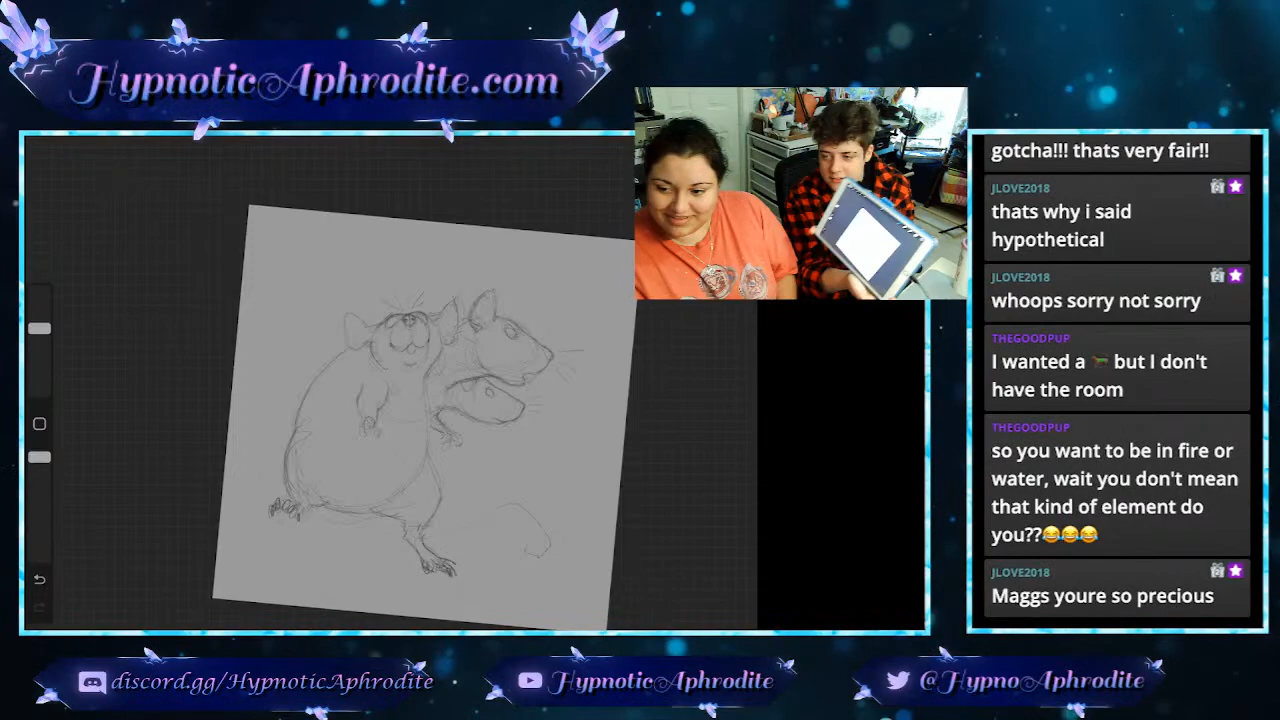 HypnoticAphrodite.com
gotcha!!! thats very fair!!
JLOVE2018
thats why i said
hypothetical
JLOVE2018
whoops sorry not sorry
THEGOODPUP
I wanted a but I don't
have the room
THEGOODPUP
so you want to be in fire or
water, wait you don't mean
that kind of element do
you??😂😂😂
JLOVE2018
Maggs youre so precious
discord.gg/HypnoticAphrodite
HypnoticAphrodite
@HypnoAphrodite